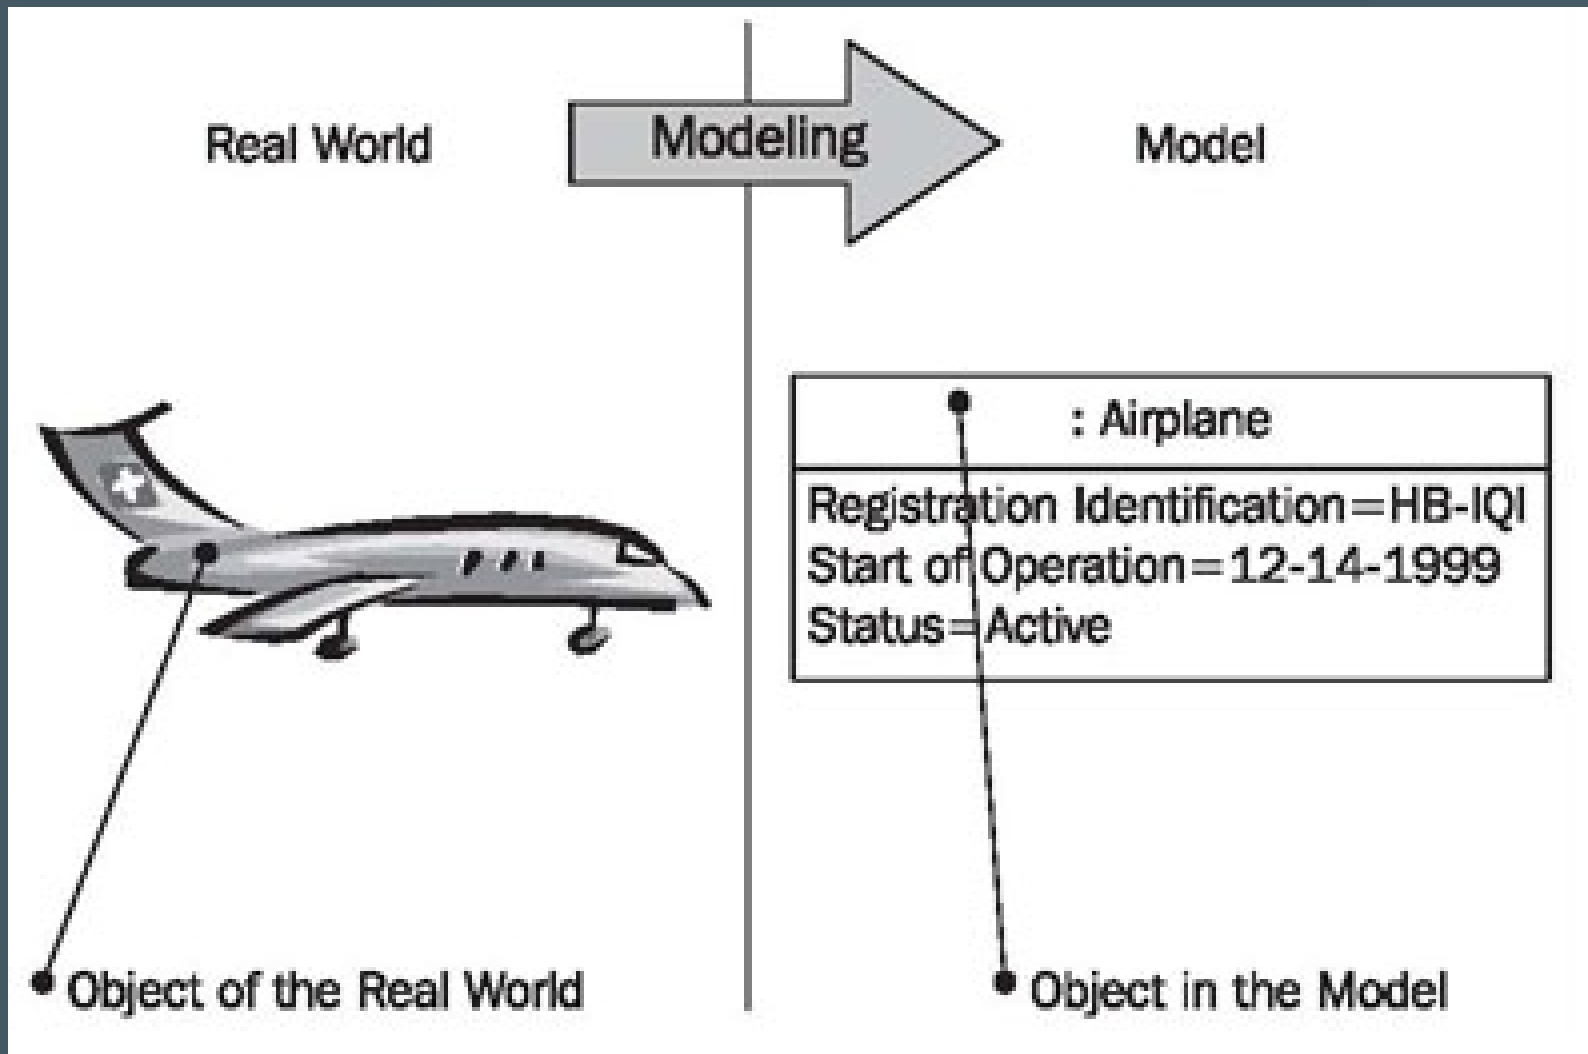 Real World
Modeling
Model
: Airplane
Registration Identification=HB-IQI
Start of Operation=12-14-1999
Status=Active
Object of the Real World
Object in the Model